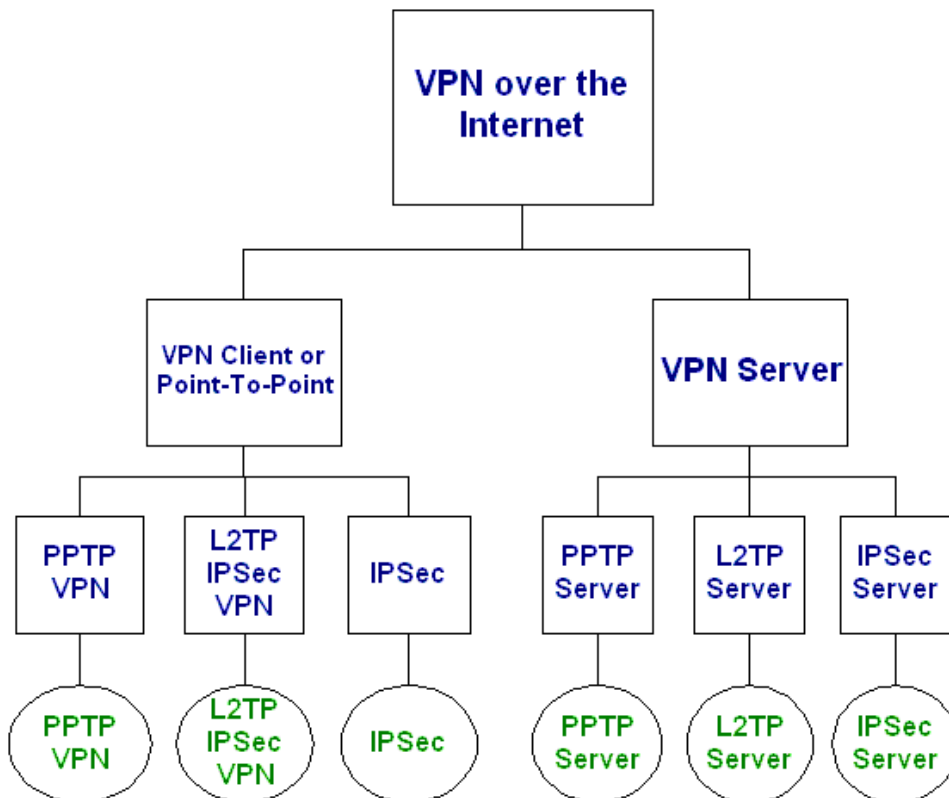 VPN over the
Internet
VPN Client or
Point-To-Point
VPN Server
PPTP
VPN
L2TP
IPSec
VPN
IPSec
PPTP
Server
L2TP
Server
IPSec
Server
PPTP
VPN
L2TP
IPSec
VPN
IPSec
PPTP
Server
L2TP
Server
IPSec
Server